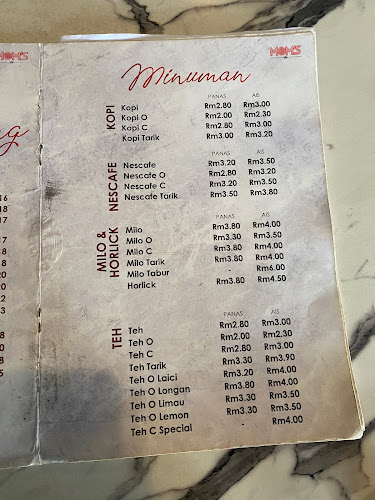 MOM'S
MOM'S
Minuman
KOPI
PANAS AIS
Kopi Rm2.80 Rm3.00
Kopi O Rm2.00 Rm2.30
Kopi C Rm2.80 Rm3.00
Kopi Tarik Rm3.00 Rm3.20
NESCAFE
PANAS AIS
Nescafe Rm3.20 Rm3.50
Nescafe O Rm2.80 Rm3.20
Nescafe C Rm3.20 Rm3.50
Nescafe Tarik Rm3.50 Rm3.80
MILO &
HORLICK
PANAS AIS
Milo Rm3.80 Rm4.00
Milo O Rm3.30 Rm3.50
Milo C Rm3.80 Rm4.00
Milo Tarik Rm3.80 Rm4.00
Milo Tabur - Rm6.00
Horlick Rm3.80 Rm4.50
TEH
PANAS AIS
Teh Rm2.80 Rm3.00
Teh O Rm2.00 Rm2.30
Teh C Rm2.80 Rm3.00
Teh Tarik Rm3.30 Rm3.90
Teh O Laici Rm3.20 Rm4.00
Teh O Longan Rm3.80 Rm4.00
Teh O Limau Rm3.30 Rm3.50
Teh O Lemon Rm3.30 Rm3.50
Teh C Special - Rm4.00